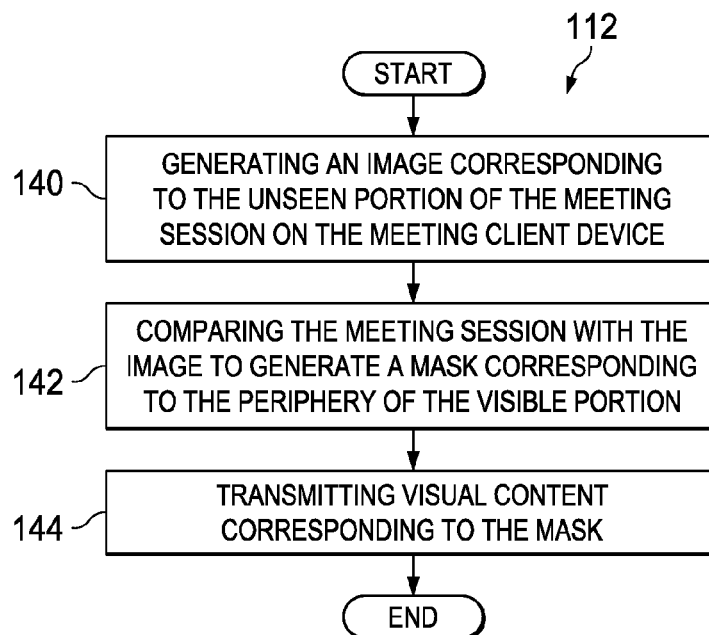 112
START
140
GENERATING AN IMAGE CORRESPONDING
TO THE UNSEEN PORTION OF THE MEETING
SESSION ON THE MEETING CLIENT DEVICE
142
COMPARING THE MEETING SESSION WITH THE
IMAGE TO GENERATE A MASK CORRESPONDING
TO THE PERIPHERY OF THE VISIBLE PORTION
144
TRANSMITTING VISUAL CONTENT
CORRESPONDING TO THE MASK
END